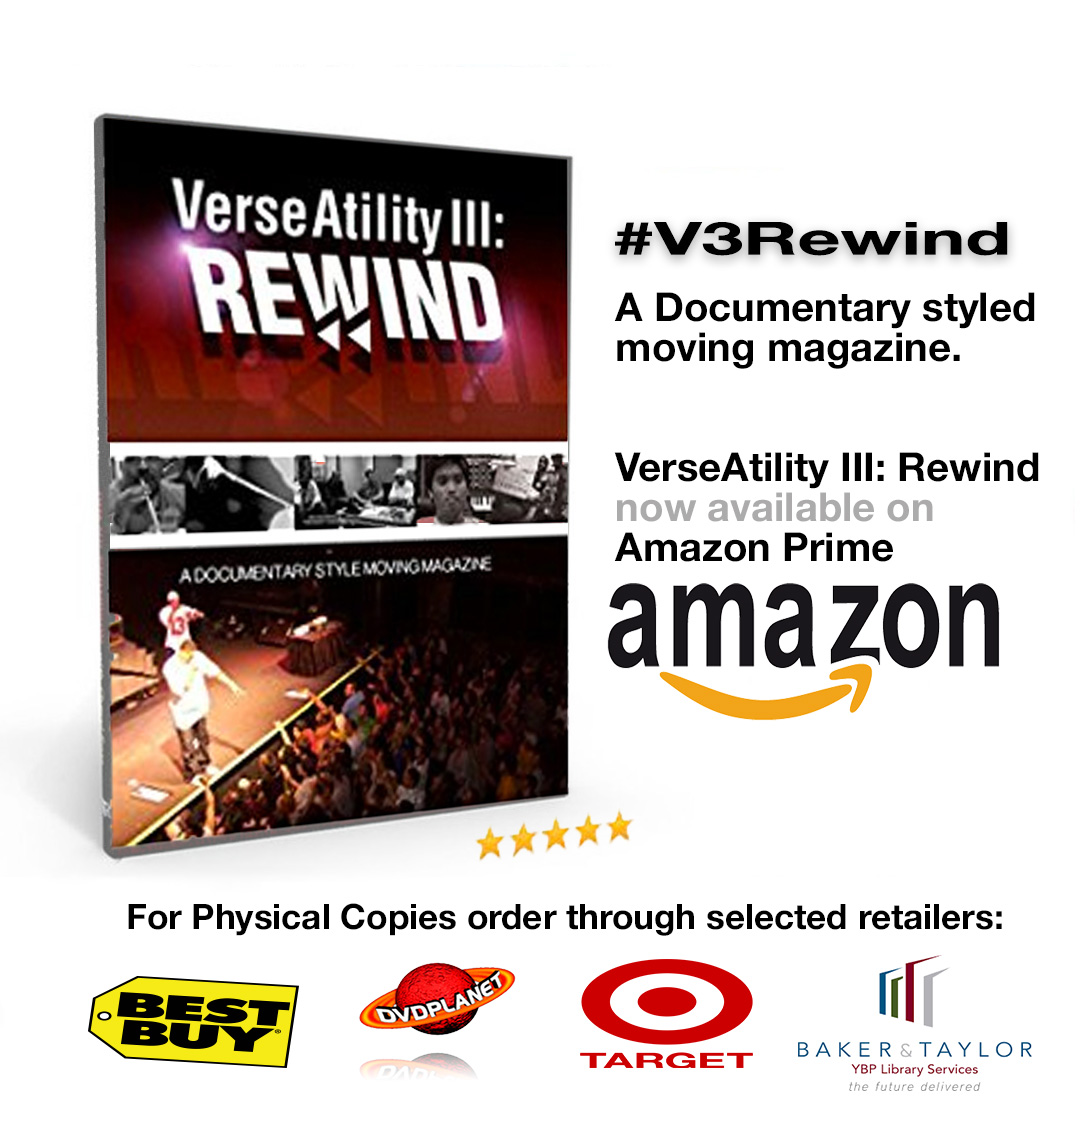 VerseAtility III:
REWIND
A DOCUMENTARY STYLE MOVING MAGAZINE
#V3Rewind
A Documentary styled
moving magazine.
VerseAtility III: Rewind
now available on
Amazon Prime
amazon
For Physical Copies order through selected retailers:
BEST
BUY®
DVDPLANET
TARGET
BAKER & TAYLOR
YBP Library Services
the future delivered